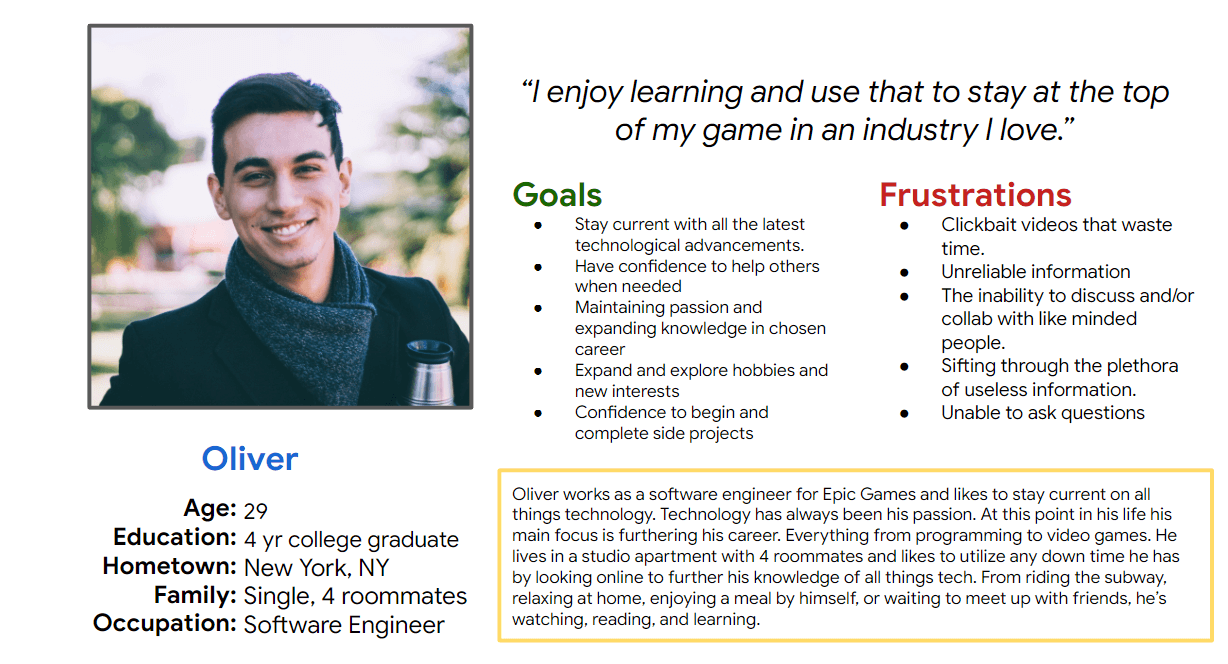 “I enjoy learning and use that to stay at the top
of my game in an industry I love.”
Goals
● Stay current with all the latest
technological advancements.
● Have confidence to help others
when needed
● Maintaining passion and
expanding knowledge in chosen
career
● Expand and explore hobbies and
new interests
● Confidence to begin and
complete side projects
Frustrations
● Clickbait videos that waste
time.
● Unreliable information
● The inability to discuss and/or
collab with like minded
people.
● Sifting through the plethora
of useless information.
● Unable to ask questions
Oliver
Age: 29
Education: 4 yr college graduate
Hometown: New York, NY
Family: Single, 4 roommates
Occupation: Software Engineer
Oliver works as a software engineer for Epic Games and likes to stay current on all
things technology. Technology has always been his passion. At this point in his life his
main focus is furthering his career. Everything from programming to video games. He
lives in a studio apartment with 4 roommates and likes to utilize any down time he has
by looking online to further his knowledge of all things tech. From riding the subway,
relaxing at home, enjoying a meal by himself, or waiting to meet up with friends, he’s
watching, reading, and learning.